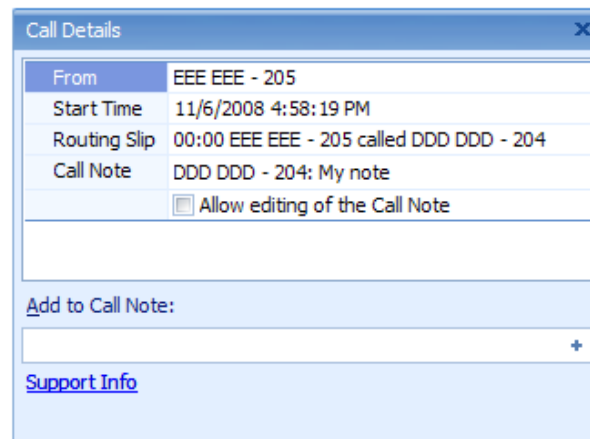 Call Details
From EEE EEE - 205
Start Time 11/6/2008 4:58:19 PM
Routing Slip 00:00 EEE EEE - 205 called DDD DDD - 204
Call Note DDD DDD - 204: My note
Allow editing of the Call Note
Add to Call Note:
Support Info